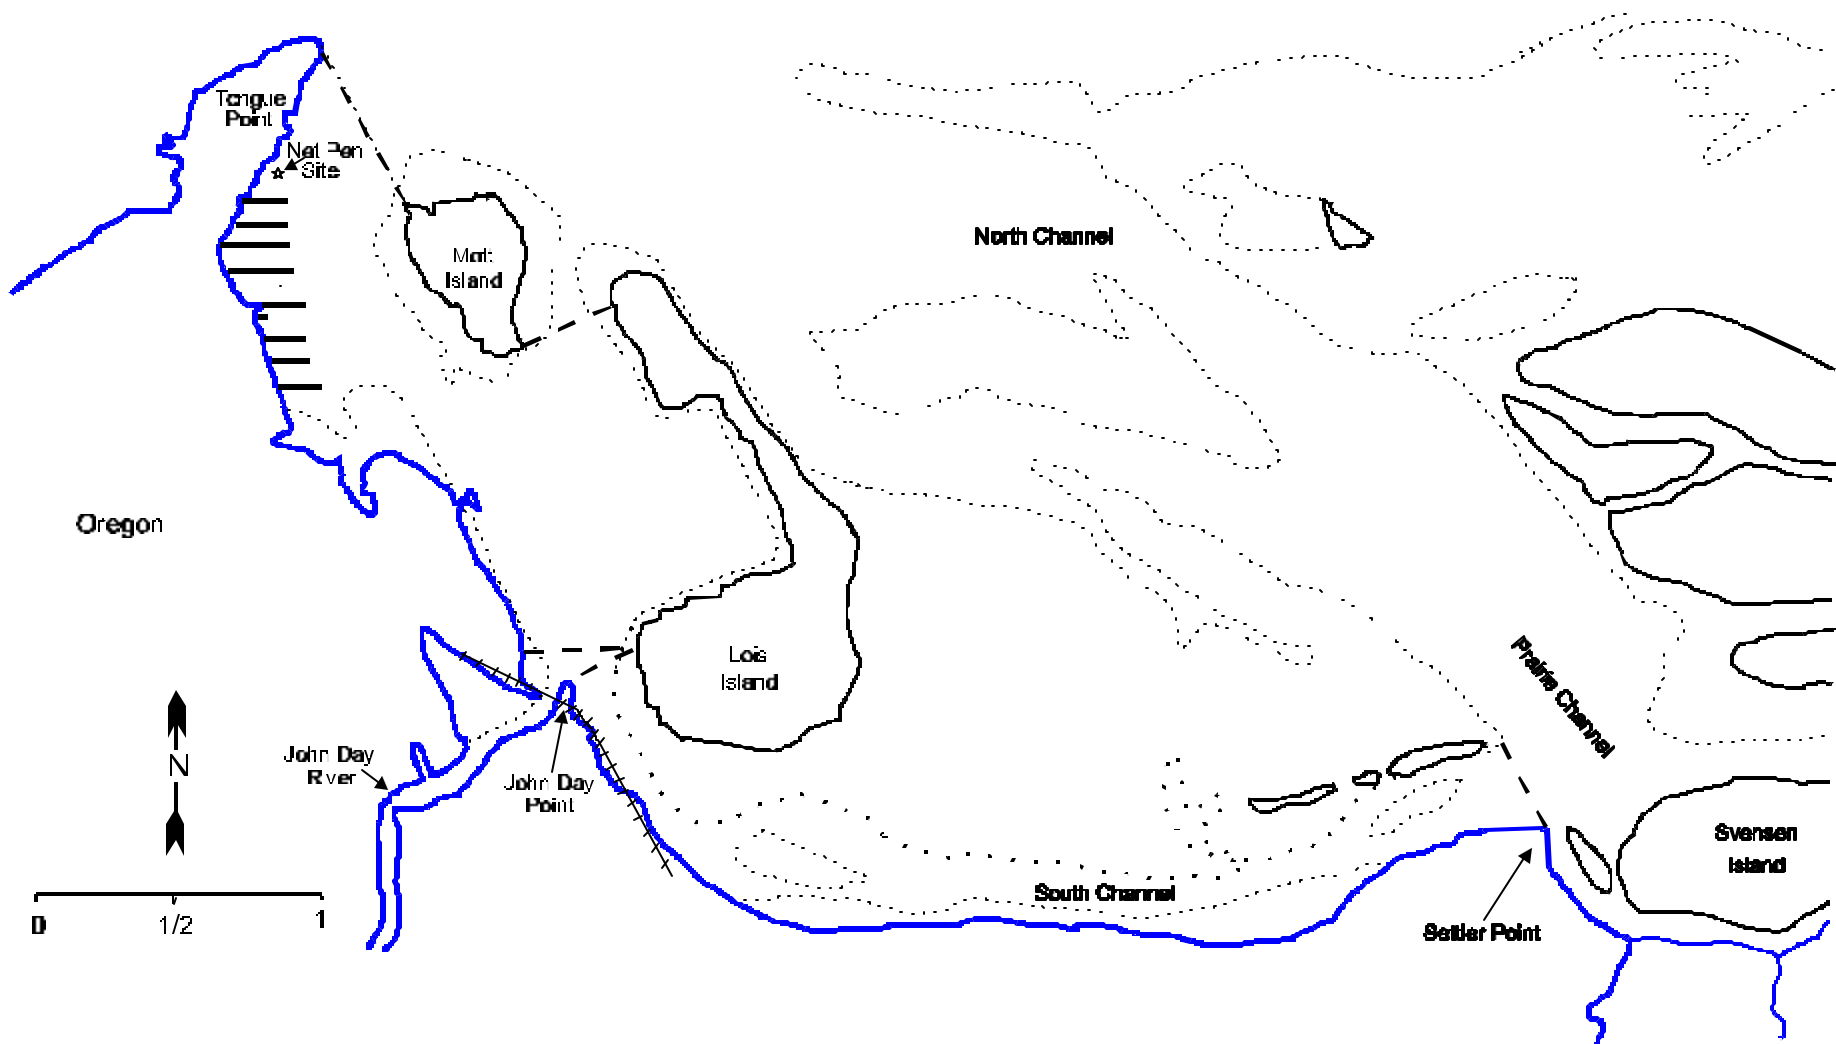 Tongue
Point
Net Pen
Site
North Channel
Mott
Island
Oregon
Prairie Channel
Lois
Island
N
John Day
River
John Day
Point
Svensen
Island
South Channel
0
1/2
1
Settler Point